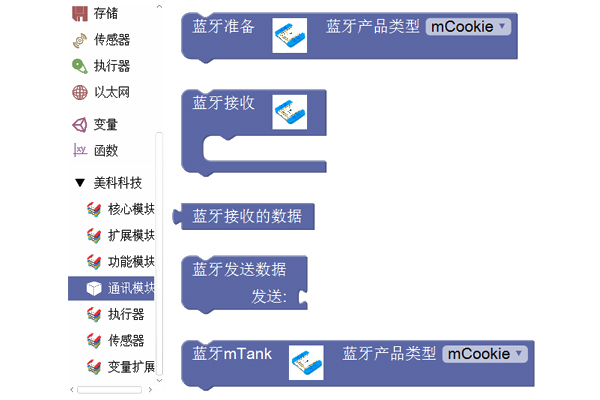 存储
传感器
执行器
以太网
变量
xy
函数
美科科技
核心模块
扩展模块
功能模块
通讯模块
执行器
传感器
变量扩展
蓝牙准备 蓝牙产品类型 mCookie
蓝牙接收
蓝牙接收的数据
蓝牙发送数据
发送:
蓝牙mTank 蓝牙产品类型 mCookie